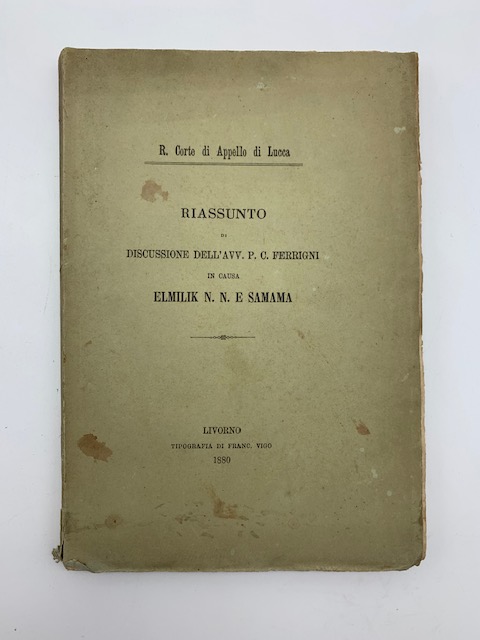 R. Corte di Appello di Lucca
RIASSUNTO
DI
DISCUSSIONE DELL'AVV. P. C. FERRIGNI
IN CAUSA
ELMILIK N. N. E SAMAMA
LIVORNO
TIPOGRAFIA DI FRANC. VIGO
1880